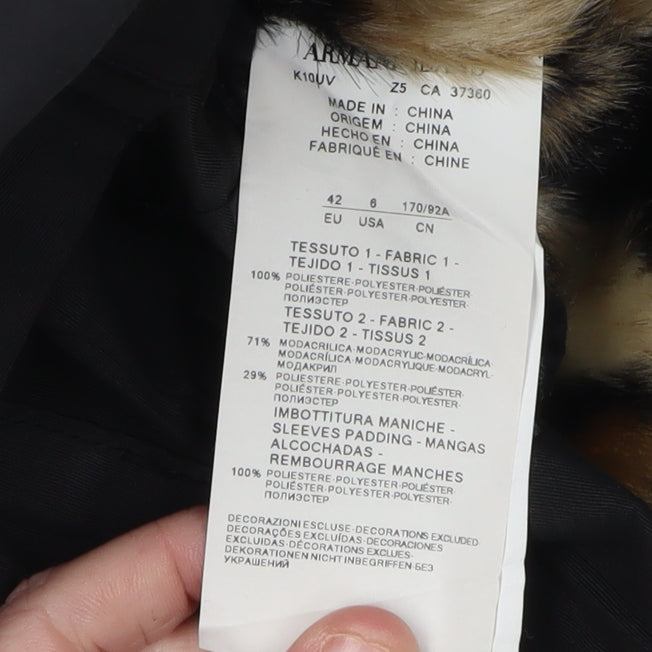 ARMANI JEANS
K10UV Z5 CA 37360
MADE IN : CHINA
ORIGEM : CHINA
HECHO EN : CHINA
FABRIQUÉ EN : CHINE
42 6 170/92A
EU USA CN
TESSUTO 1 - FABRIC 1 -
TEJIDO 1 - TISSUS 1
100% POLIESTERE·POLYESTER·POLIÉSTER
POLIÉSTER·POLYESTER·POLYESTER·
ПОЛИЭСТЕР
TESSUTO 2 - FABRIC 2 -
TEJIDO 2 - TISSUS 2
71% MODACRILICA·MODACRYLIC·MODACRÍLICA
MODACRÍLICA·MODACRYLIQUE·MODACRYL·
МОДАКРИЛ
29% POLIESTERE·POLYESTER·POLIÉSTER·
POLIÉSTER·POLYESTER·POLYESTER·
ПОЛИЭСТЕР
IMBOTTITURA MANICHE -
SLEEVES PADDING - MANGAS
ALCOCHADAS -
REMBOURRAGE MANCHES
100% POLIESTERE·POLYESTER·POLIÉSTER
POLIÉSTER·POLYESTER·POLYESTER·
ПОЛИЭСТЕР
DECORAZIONI ESCLUSE·DECORATIONS EXCLUDED·
DECORAÇÕES EXCLUÍDAS·DECORACIONES
EXCLUIDAS·DÉCORATIONS EXCLUES·
DEKORATIONEN NICHT INBEGRIFFEN·БЕЗ
УКРАШЕНИЙ